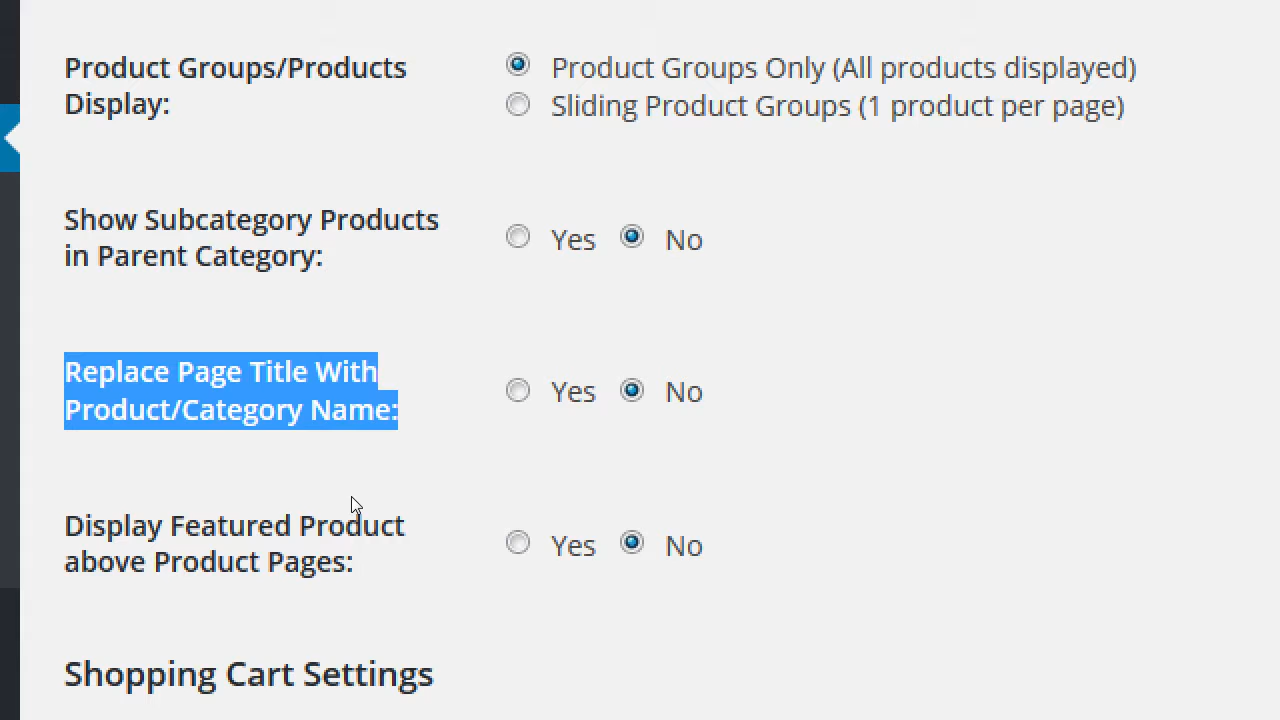 Product Groups/Products
Display:
Product Groups Only (All products displayed)
Sliding Product Groups (1 product per page)
Show Subcategory Products
in Parent Category:
Yes No
Replace Page Title With
Product/Category Name:
Yes No
Display Featured Product
above Product Pages:
Yes No
Shopping Cart Settings